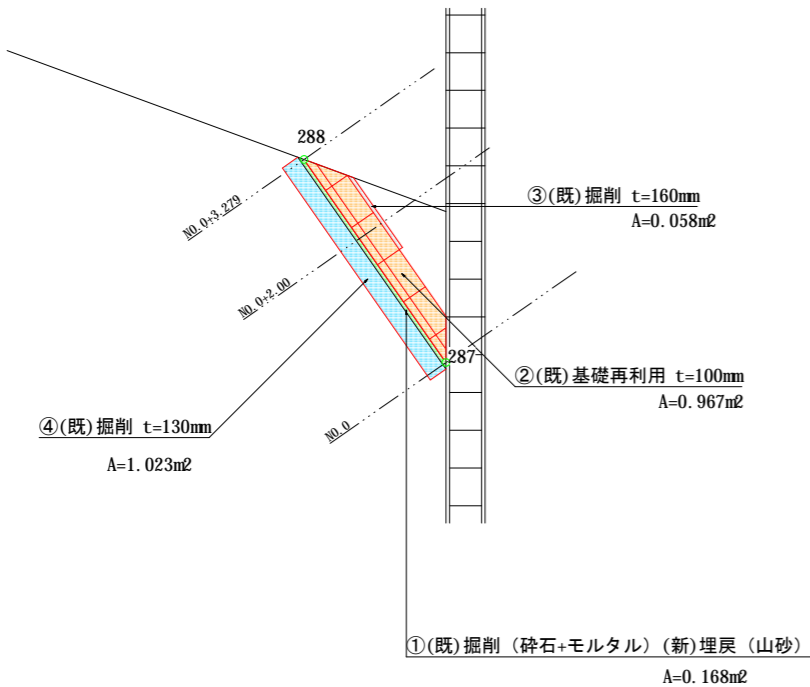 288
③(既)掘削 t=160mm
A=0.058m2
NO.0+3.279
NO.0+2.00
287
②(既)基礎再利用 t=100mm
A=0.967m2
④(既)掘削 t=130mm
A=1.023m2
NO.0
①(既)掘削（砕石+モルタル）(新)埋戻（山砂）
A=0.168m2